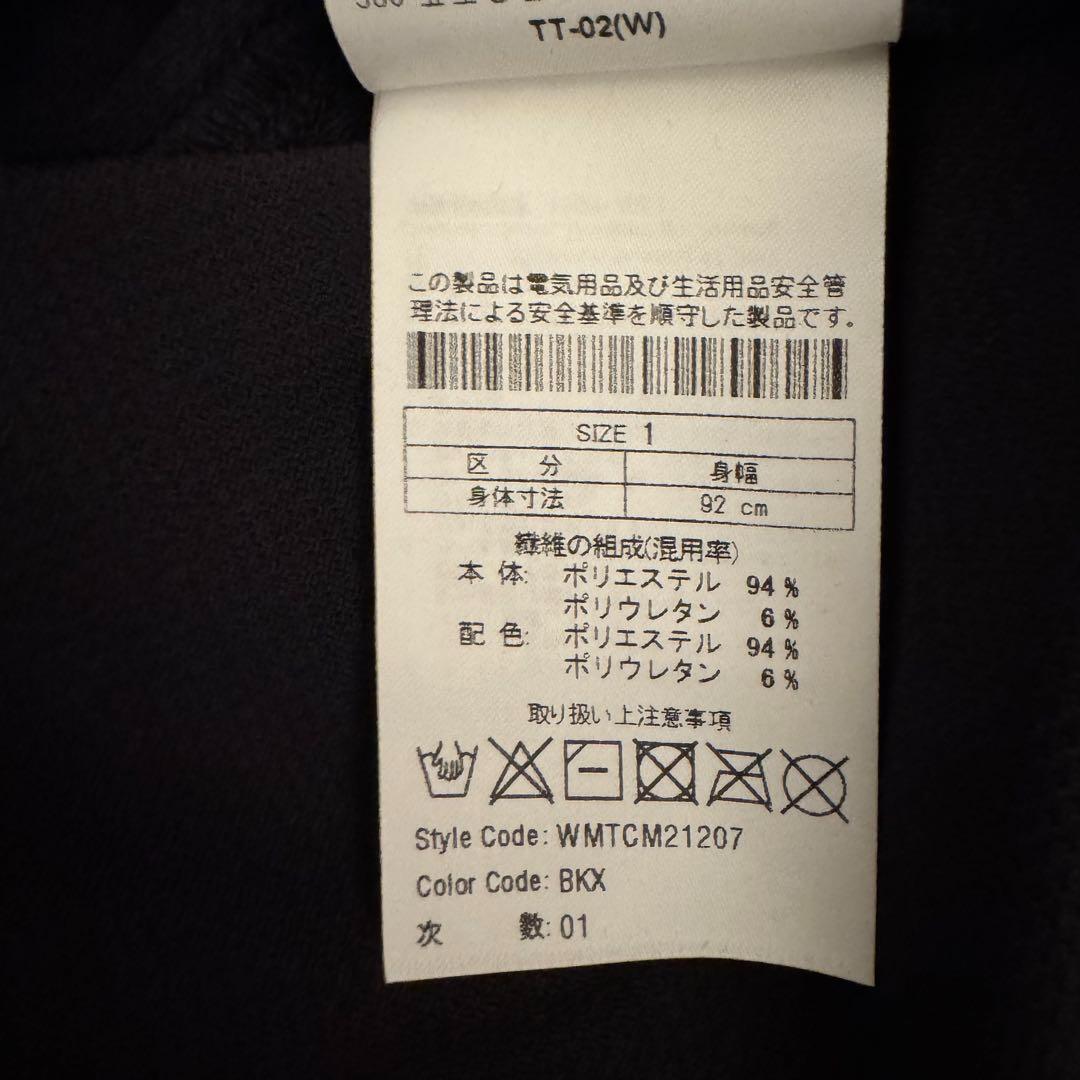 TT-02(W)
この製品は電気用品及び生活用品安全管
理法による安全基準を順守した製品です.
SIZE 1
区 分 身幅
身体寸法 92 cm
繊維の組成(混用率)
本 体: ポリエステル 94 %
ポリウレタン 6 %
配 色: ポリエステル 94 %
ポリウレタン 6 %
取り扱い上注意事項
Style Code: WMTCM21207
Color Code: BKX
次 数: 01